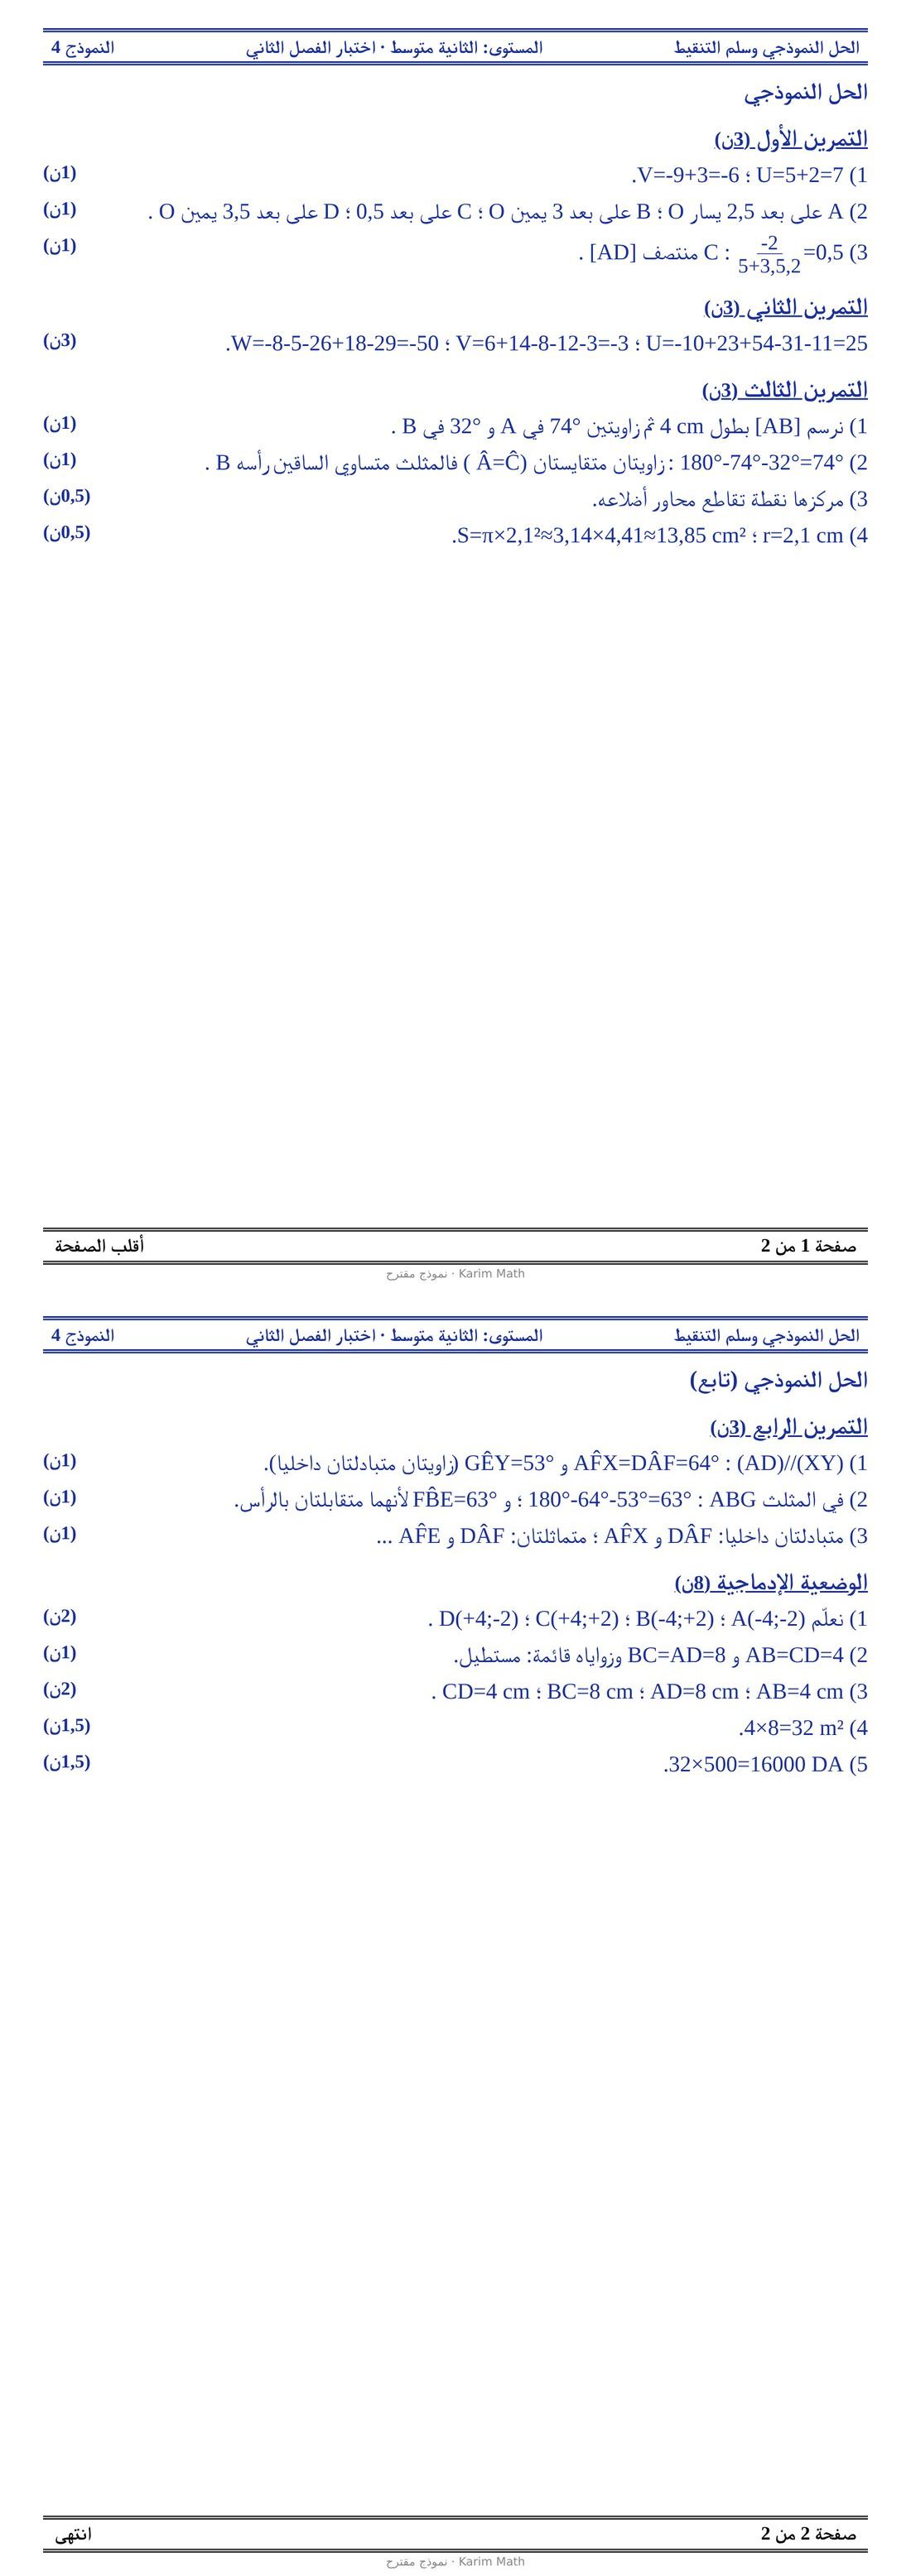 الحل النموذجي وسلم التنقيط المستوى: الثانية متوسط · اختبار الفصل الثاني النموذج 4
الحل النموذجي
التمرين الأول (3ن)
1) U=5+2=7 ؛ V=-9+3=-6. (1ن)
2) A على بعد 2,5 يسار O ؛ B على بعد 3 يمين O ؛ C على بعد 0,5 ؛ D على بعد 3,5 يمين O . (1ن)
3) -2/5+3,5,2=0,5 : C منتصف [AD] . (1ن)
التمرين الثاني (3ن)
U=-10+23+54-31-11=25 ؛ V=6+14-8-12-3=-3 ؛ W=-8-5-26+18-29=-50. (3ن)
التمرين الثالث (3ن)
1) نرسم [AB] بطول 4 cm ثم زاويتين 74° في A و 32° في B . (1ن)
2) 180°-74°-32°=74° : زاويتان متقايستان (Â=Ĉ ) فالمثلث متساوي الساقين رأسه B . (1ن)
3) مركزها نقطة تقاطع محاور أضلاعه. (0,5ن)
4) r=2,1 cm ؛ S=π×2,1²≈3,14×4,41≈13,85 cm². (0,5ن)
صفحة 1 من 2 أقلب الصفحة
Karim Math · نموذج مقترح
الحل النموذجي وسلم التنقيط المستوى: الثانية متوسط · اختبار الفصل الثاني النموذج 4
الحل النموذجي (تابع)
التمرين الرابع (3ن)
1) (AD)//(XY) : AF̂X=DÂF=64° و GÊY=53° (زاويتان متبادلتان داخليا). (1ن)
2) في المثلث ABG : 180°-64°-53°=63° ؛ و FB̂E=63° لأنهما متقابلتان بالرأس. (1ن)
3) متبادلتان داخليا: DÂF و AF̂X ؛ متماثلتان: DÂF و AF̂E ... (1ن)
الوضعية الإدماجية (8ن)
1) نعلّم A(-4;-2) ؛ B(-4;+2) ؛ C(+4;+2) ؛ D(+4;-2) . (2ن)
2) AB=CD=4 و BC=AD=8 وزواياه قائمة: مستطيل. (1ن)
3) AB=4 cm ؛ AD=8 cm ؛ BC=8 cm ؛ CD=4 cm . (2ن)
4) 4×8=32 m². (1,5ن)
5) 32×500=16000 DA. (1,5ن)
صفحة 2 من 2 انتهى
Karim Math · نموذج مقترح